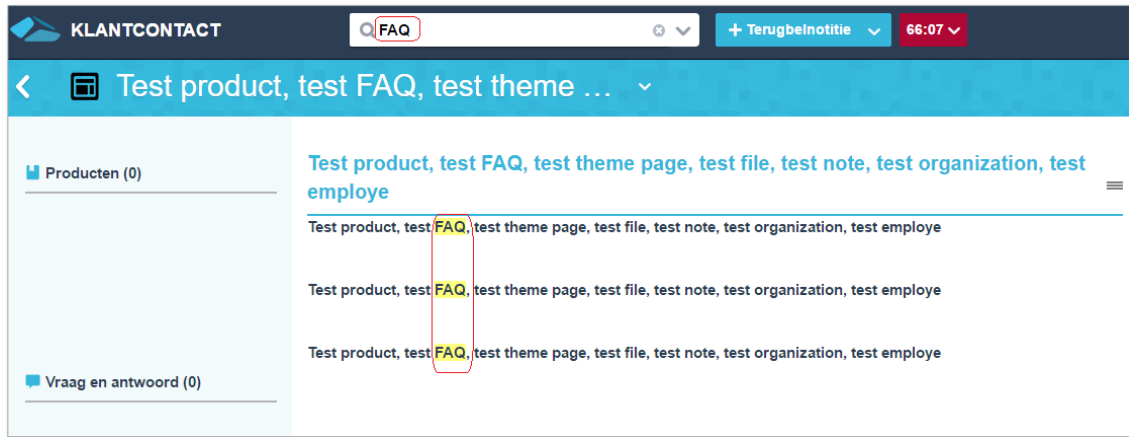 KLANTCONTACT
FAQ
+ Terugbelnotitie
66:07
Test product, test FAQ, test theme ...
Producten (0)
Vraag en antwoord (0)
Test product, test FAQ, test theme page, test file, test note, test organization, test
employe
Test product, test FAQ, test theme page, test file, test note, test organization, test employe
Test product, test FAQ, test theme page, test file, test note, test organization, test employe
Test product, test FAQ, test theme page, test file, test note, test organization, test employe